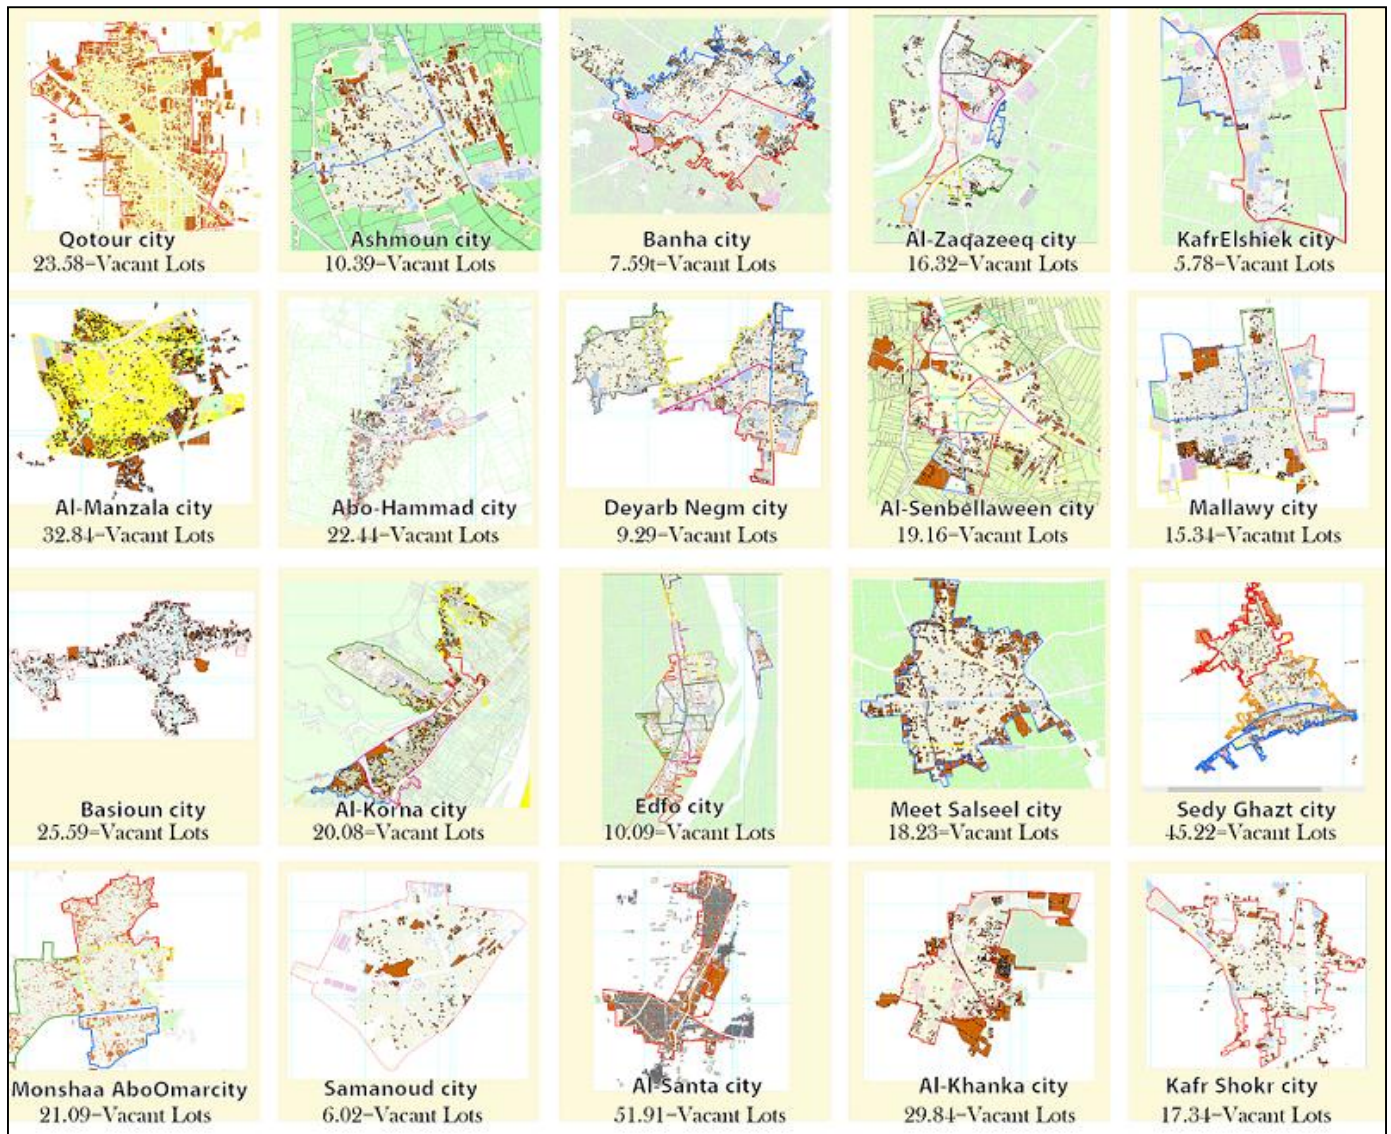 Qotour city
23.58=Vacant Lots
Ashmoun city
10.39=Vacant Lots
Banha city
7.59t=Vacant Lots
Al-Zaqazeeq city
16.32=Vacant Lots
KafrElshiek city
5.78=Vacant Lots
Al-Manzala city
32.84=Vacant Lots
Abo-Hammad city
22.44=Vacant Lots
Deyarb Negm city
9.29=Vacant Lots
Al-Senbellaween city
19.16=Vacant Lots
Mallawy city
15.34=Vacatnt Lots
Basioun city
25.59=Vacant Lots
Al-Korna city
20.08=Vacant Lots
Edfo city
10.09=Vacant Lots
Meet Salseel city
18.23=Vacant Lots
Sedy Ghazt city
45.22=Vacant Lots
Monshaa AboOmarcity
21.09=Vacant Lots
Samanoud city
6.02=Vacant Lots
Al-Santa city
51.91=Vacant Lots
Al-Khanka city
29.84=Vacant Lots
Kafr Shokr city
17.34=Vacant Lots